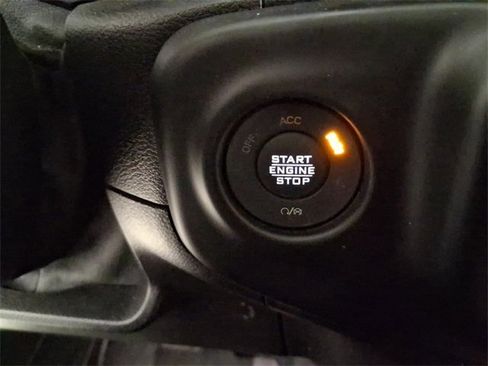 ACC
OFF
START
ENGINE
STOP